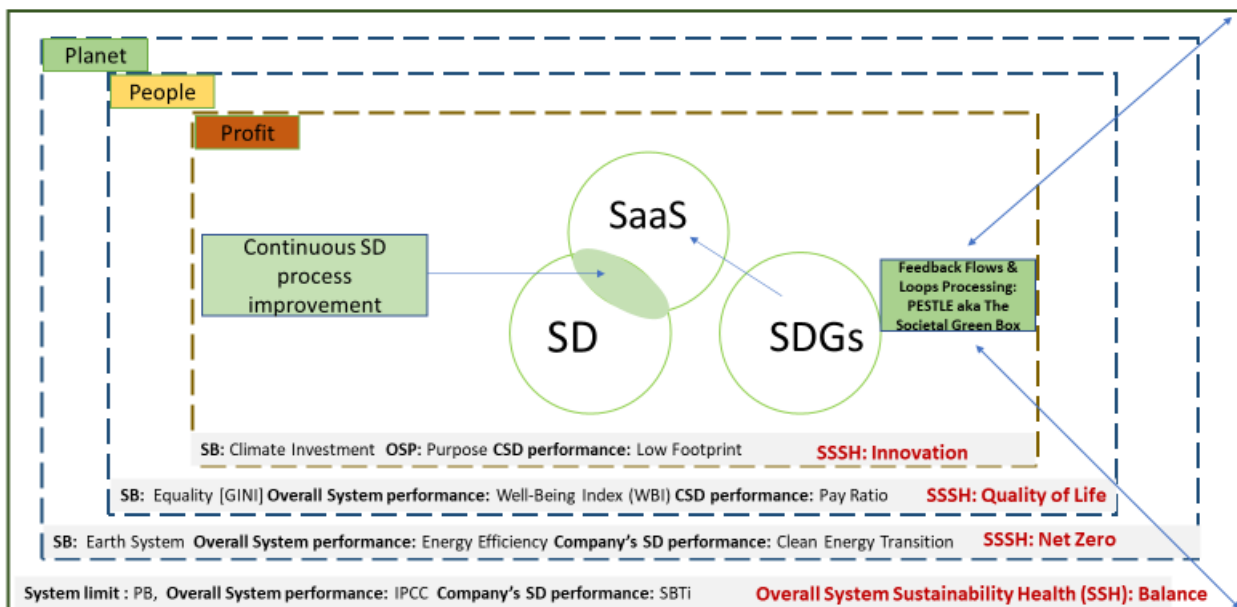 Planet
People
Profit
SaaS
Continuous SD
process
improvement
SD
SDGs
Feedback Flows &
Loops Processing:
PESTLE aka The
Societal Green Box
SB: Climate Investment OSP: Purpose CSD performance: Low Footprint SSSH: Innovation
SB: Equality [GINI] Overall System performance: Well-Being Index (WBI) CSD performance: Pay Ratio SSSH: Quality of Life
SB: Earth System Overall System performance: Energy Efficiency Company's SD performance: Clean Energy Transition SSSH: Net Zero
System limit : PB, Overall System performance: IPCC Company's SD performance: SBTi Overall System Sustainability Health (SSH): Balance